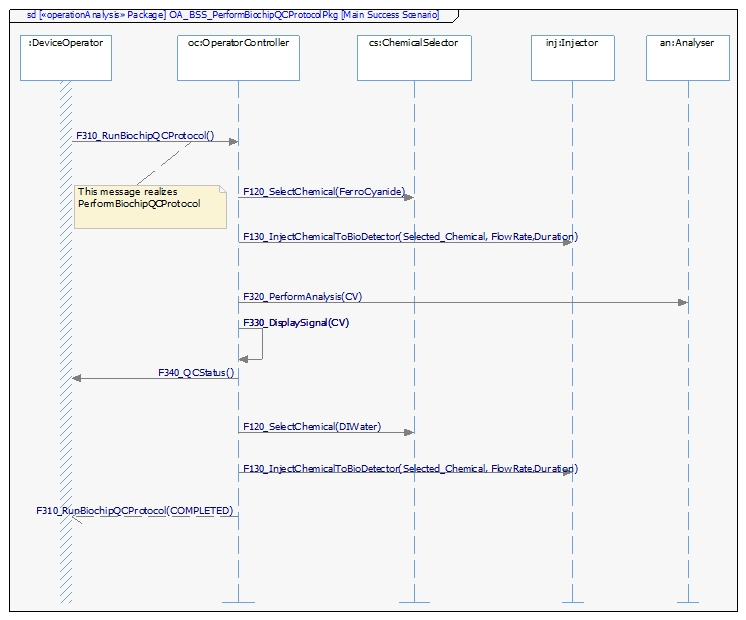 sd [«operationAnalysis» Package] OA_BSS_PerformBiochipQCProtocolPkg [Main Success Scenario]
:DeviceOperator
oc:OperatorController
cs:ChemicalSelector
inj:Injector
an:Analyser
F310_RunBiochipQCProtocol()
This message realizes
PerformBiochipQCProtocol
F120_SelectChemical(FerroCyanide)
F130_InjectChemicalToBioDetector(Selected_Chemical, FlowRate,Duration)
F320_PerformAnalysis(CV)
F330_DisplaySignal(CV)
F340_QCStatus()
F120_SelectChemical(DIWater)
F130_InjectChemicalToBioDetector(Selected_Chemical, FlowRate,Duration)
F310_RunBiochipQCProtocol(COMPLETED)